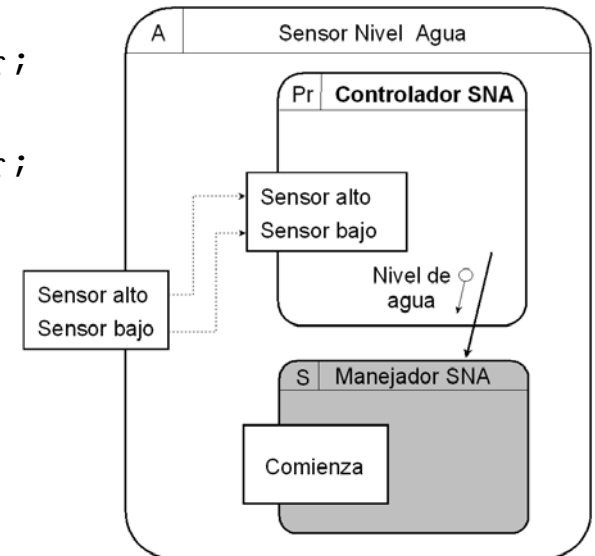 A Sensor Nivel Agua
;
Pr Controlador SNA
;
Sensor alto
Sensor bajo
Nivel de
agua
Sensor alto
Sensor bajo
S Manejador SNA
Comienza